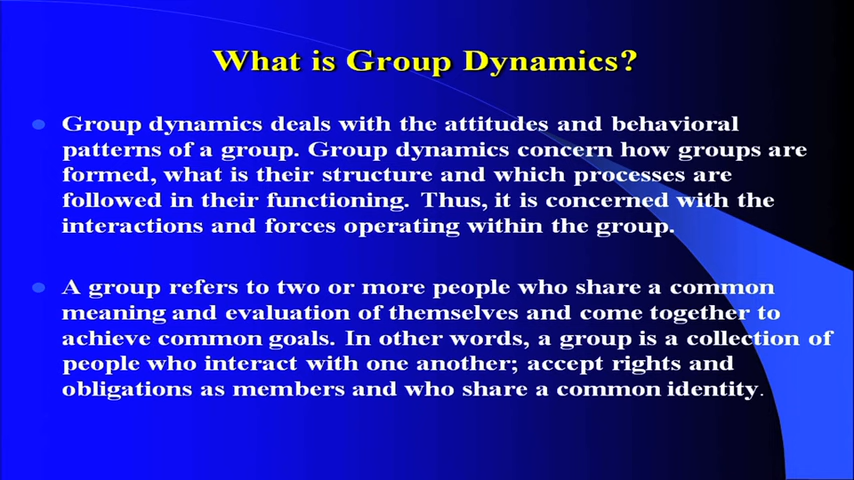 What is Group Dynamics?
Group dynamics deals with the attitudes and behavioral
patterns of a group. Group dynamics concern how groups are
formed, what is their structure and which processes are
followed in their functioning. Thus, it is concerned with the
interactions and forces operating within the group.
A group refers to two or more people who share a common
meaning and evaluation of themselves and come together to
achieve common goals. In other words, a group is a collection of
people who interact with one another; accept rights and
obligations as members and who share a common identity.